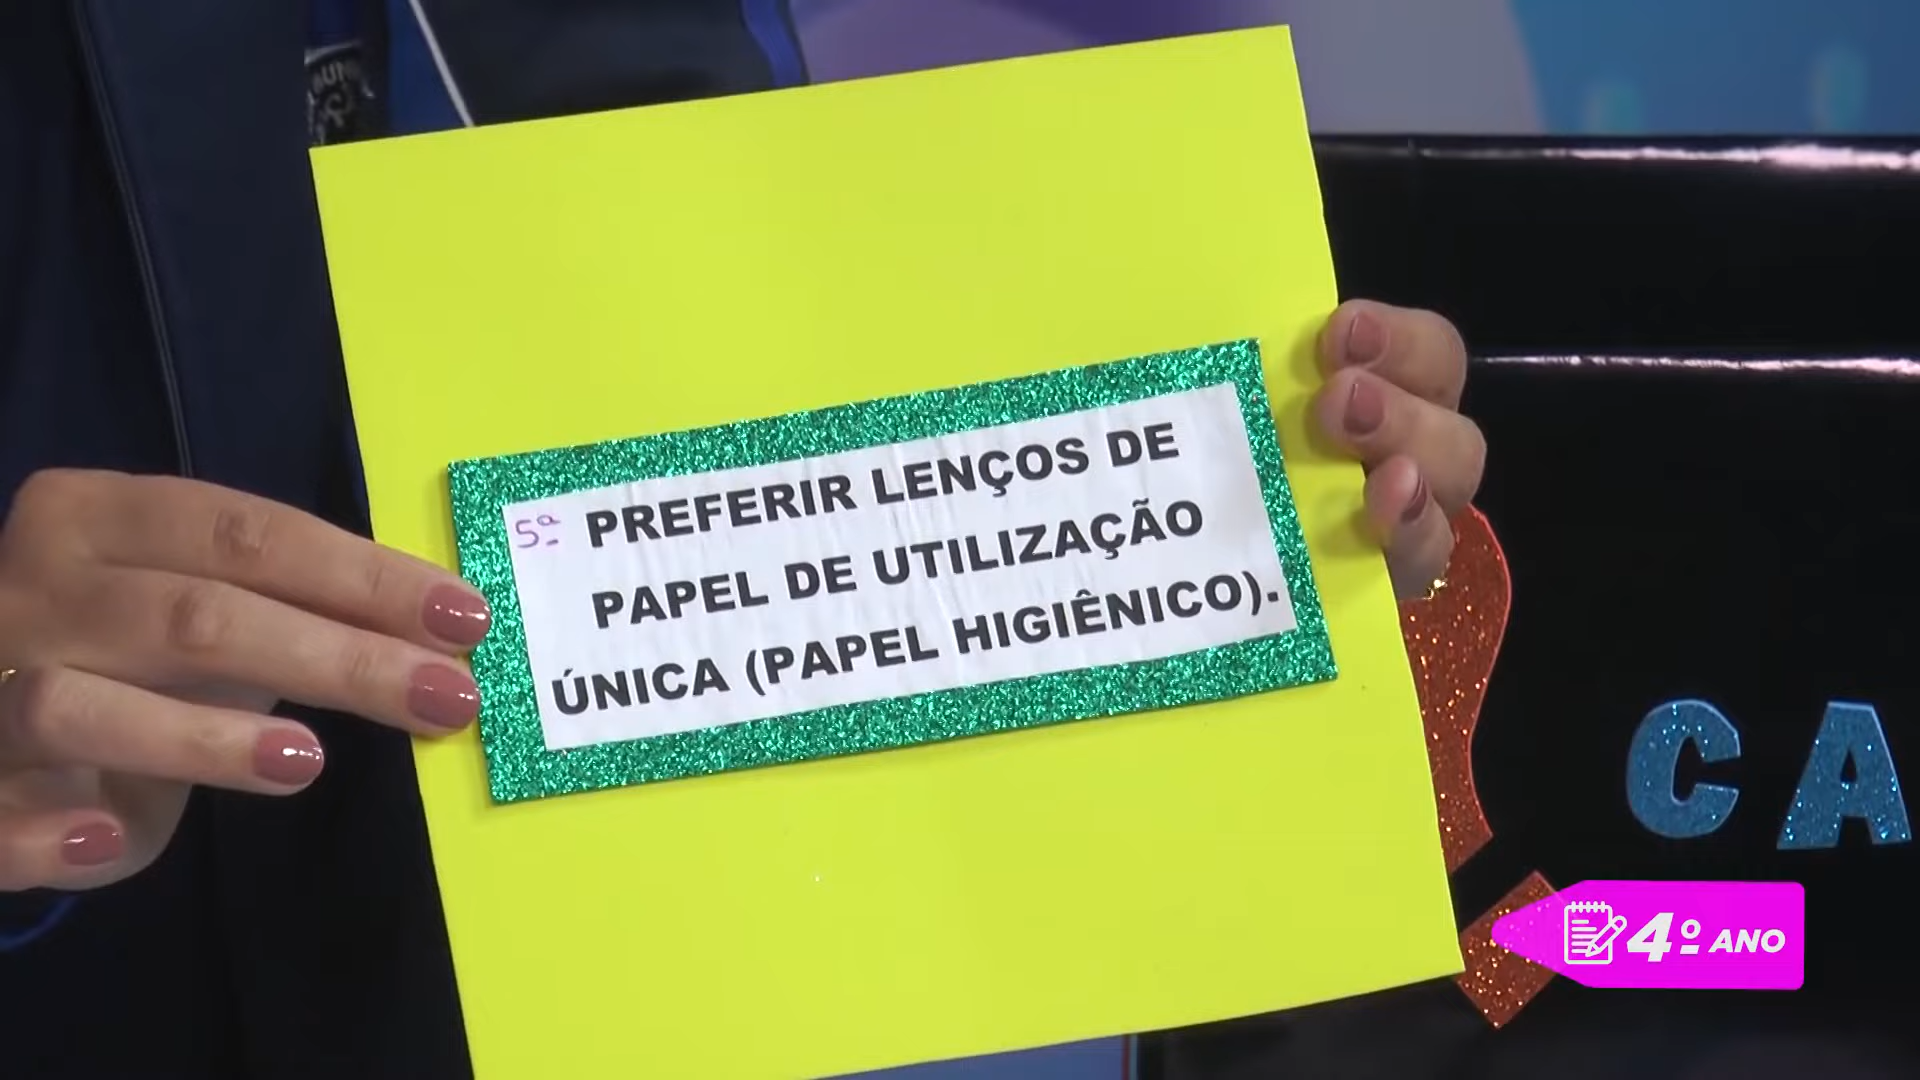 5ª PREFERIR LENÇOS DE
PAPEL DE UTILIZAÇÃO
ÚNICA (PAPEL HIGIÊNICO).
CA
4º ANO